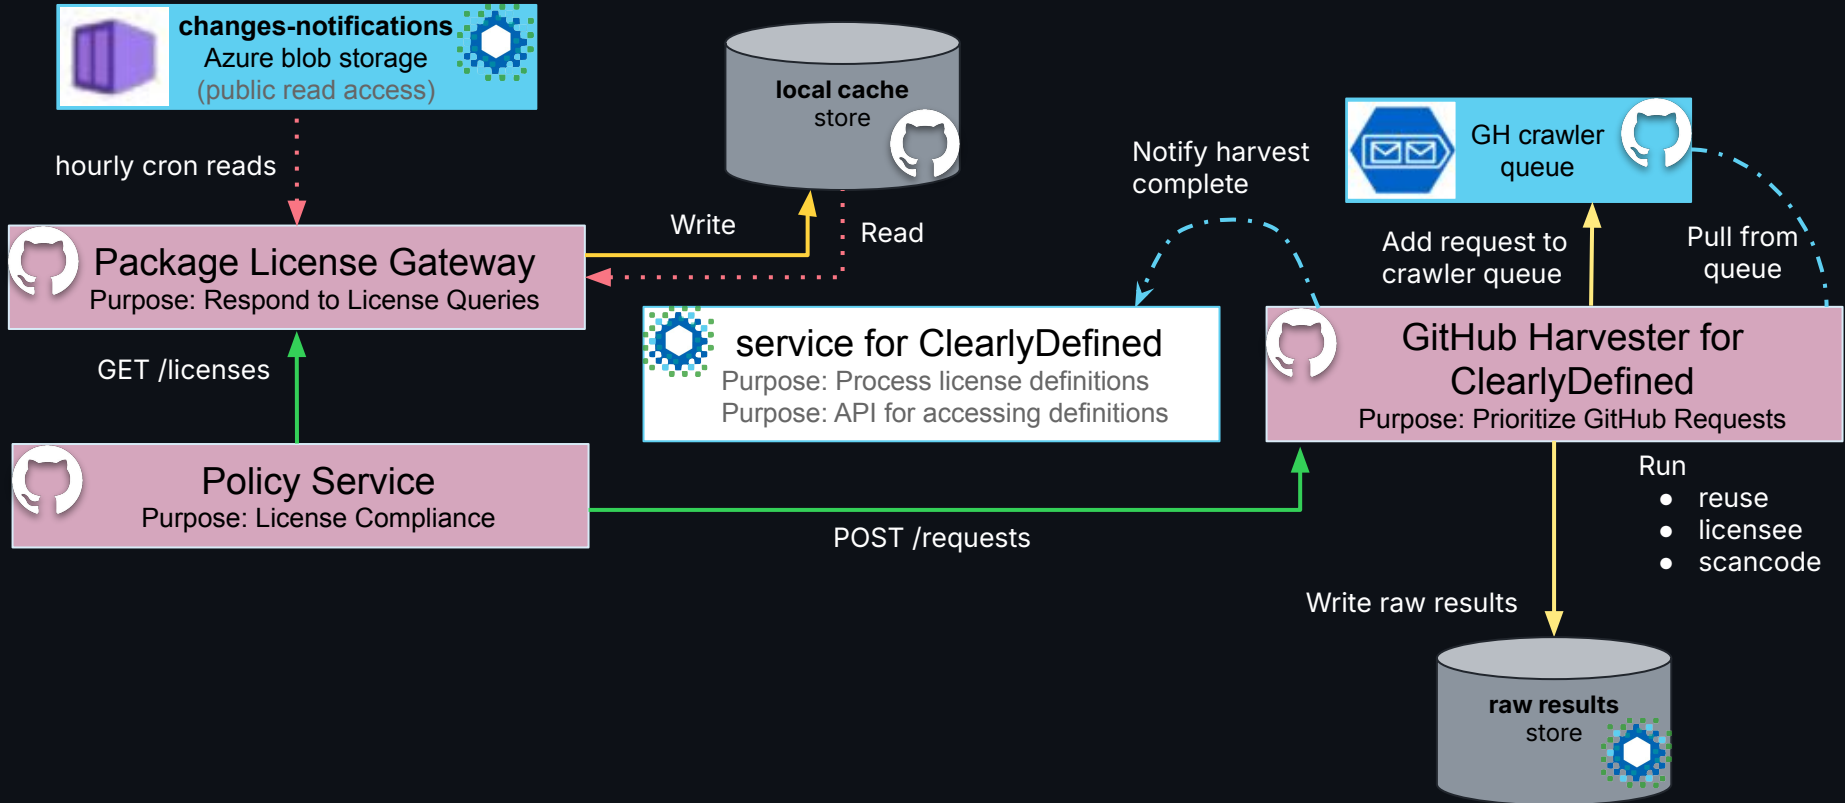 changes-notifications
Azure blob storage
(public read access)
hourly cron reads
local cache
store
Write
Read
Package License Gateway
Purpose: Respond to License Queries
GET /licenses
Policy Service
Purpose: License Compliance
POST /requests
service for ClearlyDefined
Purpose: Process license definitions
Purpose: API for accessing definitions
Notify harvest
complete
GH crawler
queue
Add request to
crawler queue
Pull from
queue
GitHub Harvester for
ClearlyDefined
Purpose: Prioritize GitHub Requests
Run
● reuse
● licensee
● scancode
Write raw results
raw results
store